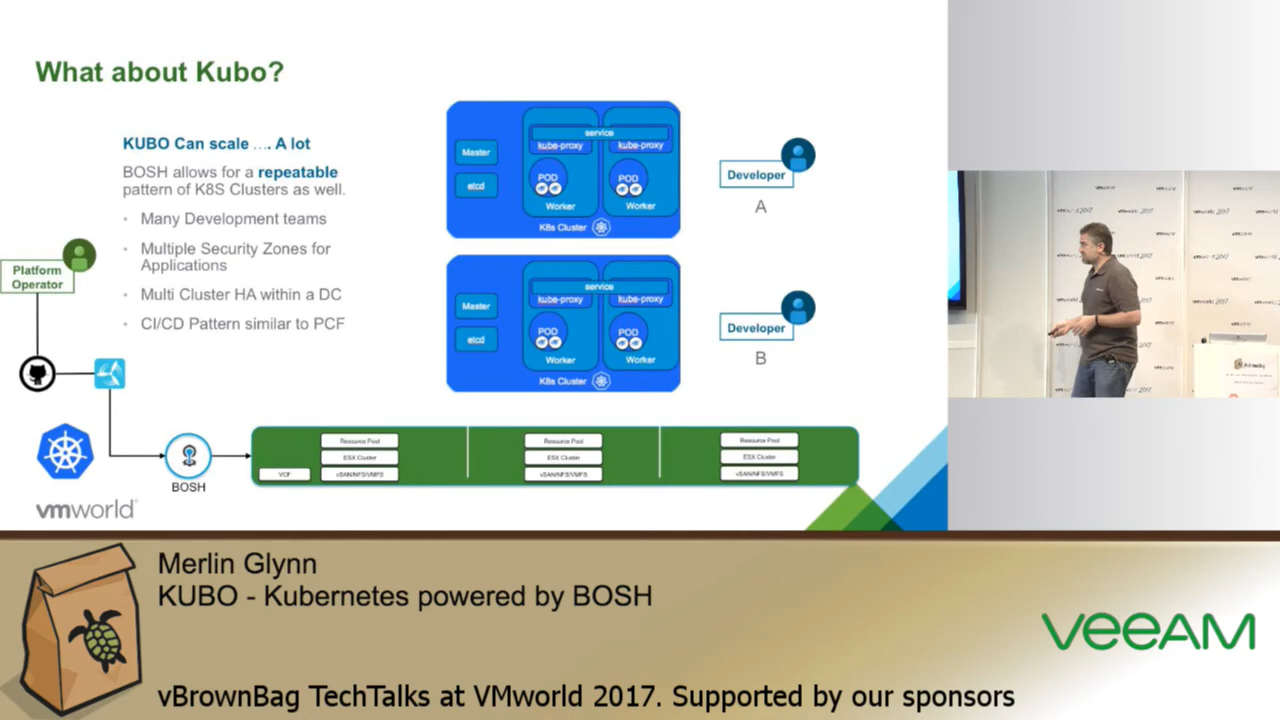 What about Kubo?
KUBO Can scale …. A lot
BOSH allows for a repeatable
pattern of K8S Clusters as well.
• Many Development teams
• Multiple Security Zones for
Applications
• Multi Cluster HA within a DC
• CI/CD Pattern similar to PCF
Platform
Operator
service
kube-proxy
kube-proxy
Master
etcd
POD
POD
Worker
Worker
K8s Cluster
Developer
A
service
kube-proxy
kube-proxy
Master
etcd
POD
POD
Worker
Worker
K8s Cluster
Developer
B
BOSH
Resource Pool
ESX Cluster
VCF
vSAN/NFS/VMFS
Resource Pool
ESX Cluster
vSAN/NFS/VMFS
Resource Pool
ESX Cluster
vSAN/NFS/VMFS
vmworld
Merlin Glynn
KUBO - Kubernetes powered by BOSH
VEEAM
vBrownBag TechTalks at VMworld 2017. Supported by our sponsors